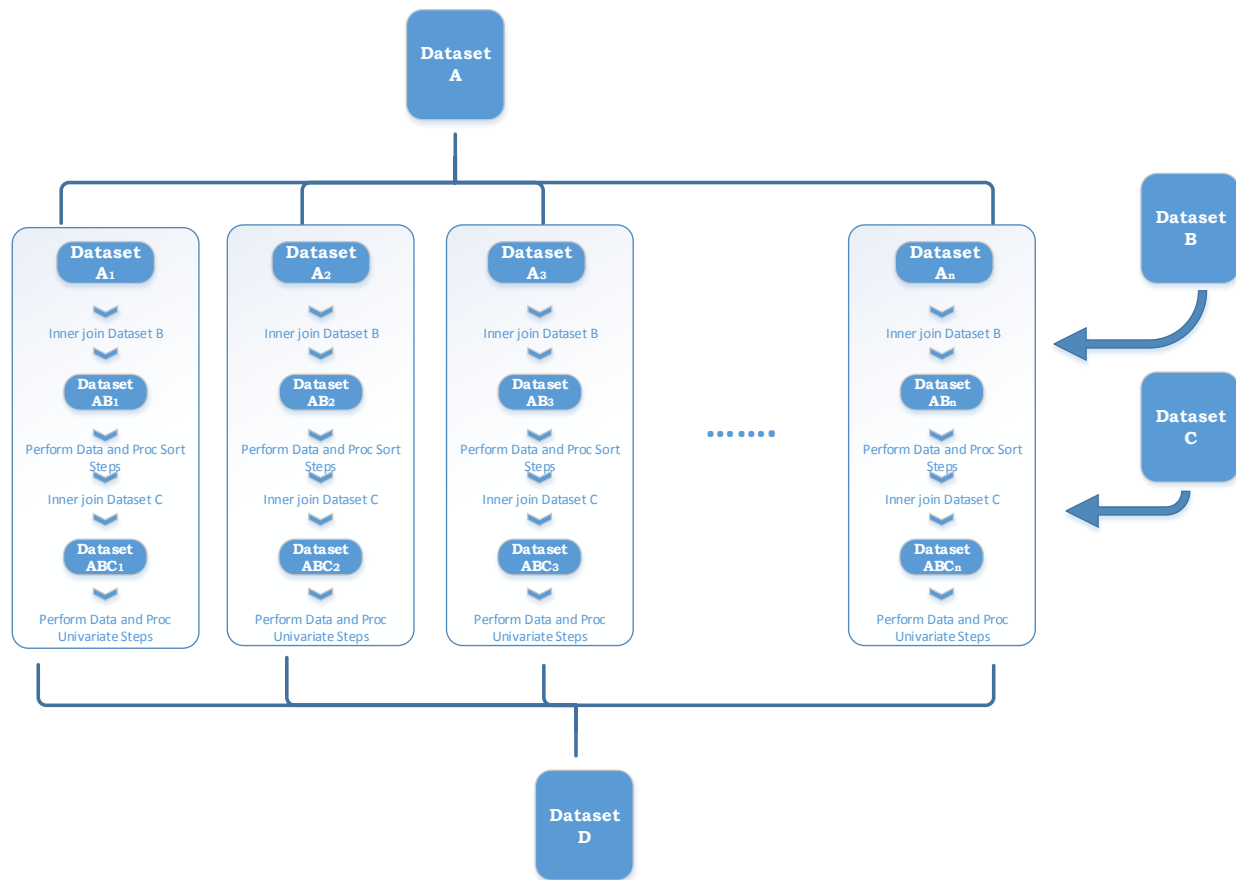 Dataset
A
Dataset
A1
Inner join Dataset B
Dataset
AB1
Perform Data and Proc Sort
Steps
Inner join Dataset C
Dataset
ABC1
Perform Data and Proc
Univariate Steps
Dataset
A2
Inner join Dataset B
Dataset
AB2
Perform Data and Proc Sort
Steps
Inner join Dataset C
Dataset
ABC2
Perform Data and Proc
Univariate Steps
Dataset
A3
Inner join Dataset B
Dataset
AB3
Perform Data and Proc Sort
Steps
Inner join Dataset C
Dataset
ABC3
Perform Data and Proc
Univariate Steps
.......
Dataset
An
Inner join Dataset B
Dataset
ABn
Perform Data and Proc Sort
Steps
Inner join Dataset C
Dataset
ABCn
Perform Data and Proc
Univariate Steps
Dataset
B
Dataset
C
Dataset
D